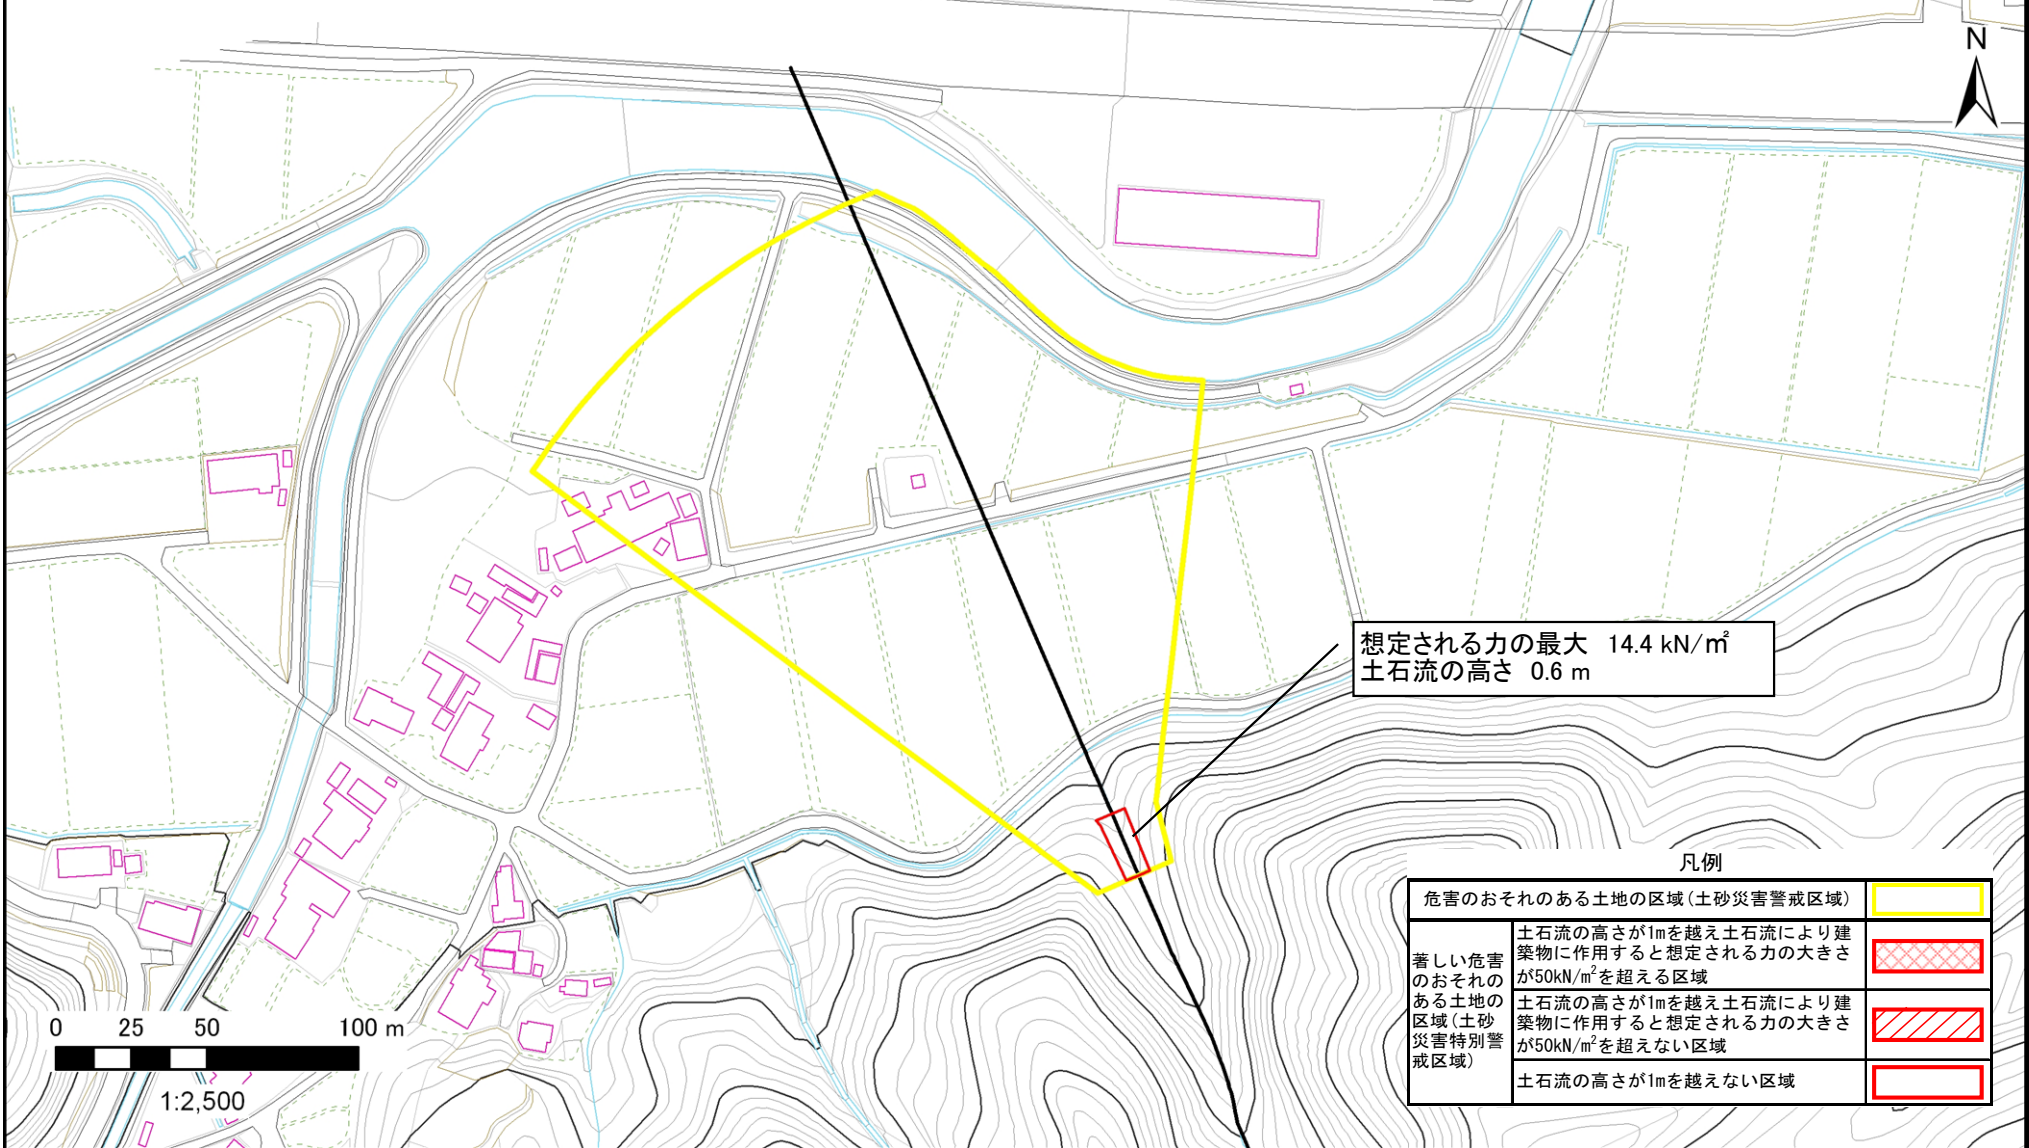 N
想定される力の最大 14.4 kN/㎡
土石流の高さ 0.6 m
凡例
危害のおそれのある土地の区域(土砂災害警戒区域)
著しい危害
のおそれの
ある土地の
区域(土砂
災害特別警
戒区域)
土石流の高さが1mを越え土石流により建
築物に作用すると想定される力の大きさ
が50kN/m²を超える区域
土石流の高さが1mを越え土石流により建
築物に作用すると想定される力の大きさ
が50kN/m²を超えない区域
土石流の高さが1mを越えない区域
0 25 50 100 m
1:2,500